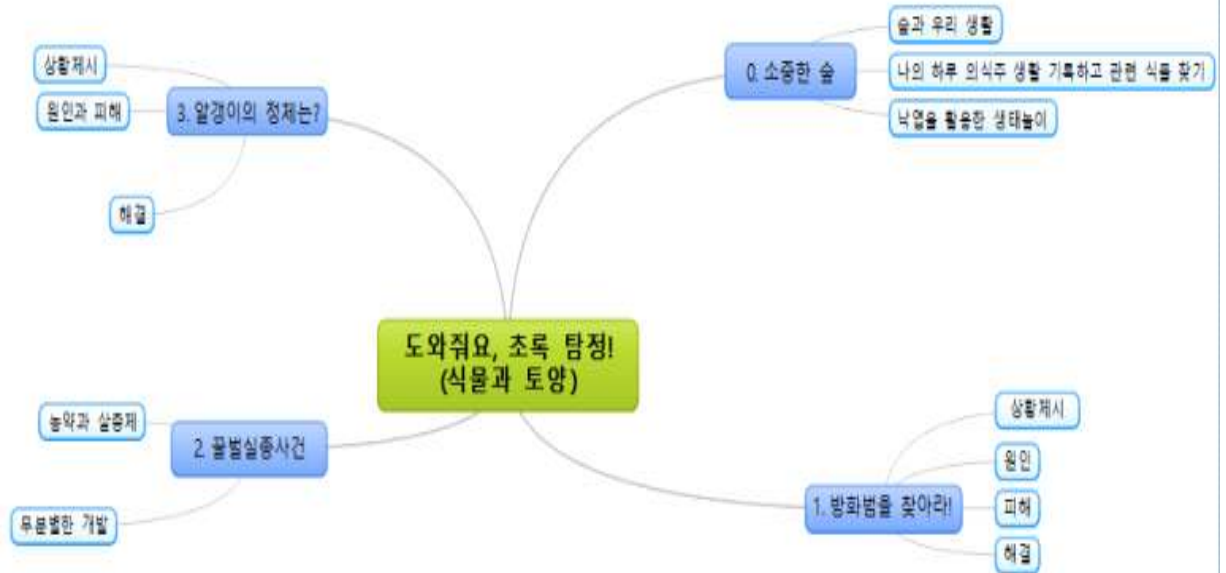 도와줘요, 초록 탐정!
(식물과 토양)
0. 소중한 숲
숲과 우리 생활
나의 하루 의식주 생활 기록하고 관련 식물 찾기
낙엽을 활용한 생태놀이
1. 방화범을 찾아라!
상황제시
원인
피해
해결
2. 꿀벌실종사건
농약과 살충제
무분별한 개발
3. 알갱이의 정체는?
상황제시
원인과 피해
해결